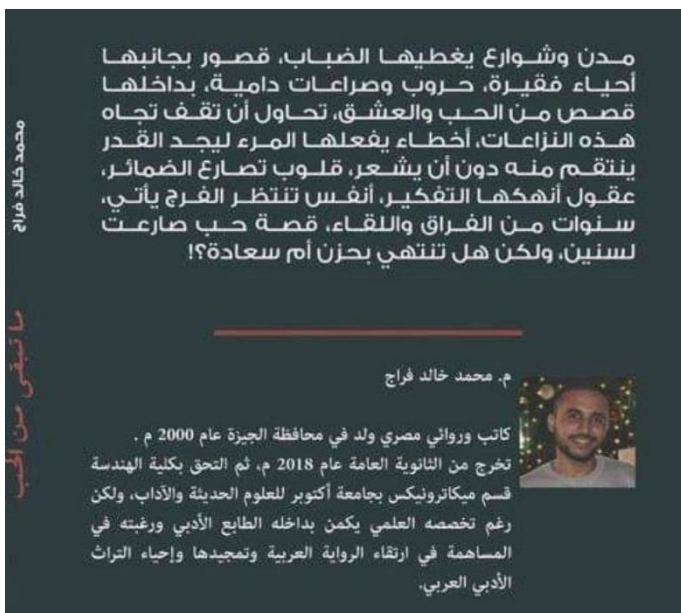 مدن وشوارع يغطيها الضباب، قصور بجانبها
أحياء فقيرة، حروب وصراعات دامية، بداخلها
قصص من الحب والعشق، تحاول أن تقف تجاه
هذه النزاعات، أخطاء يفعلها المرء ليجد القدر
ينتقم منه دون أن يشعر، قلوب تصارع الضمائر،
عقول أنهكها التفكير، أنفس تنتظر الفرج يأتي،
سنوات من الفراق واللقاء، قصة حب صارعت
لسنين، ولكن هل تنتهي بحزن أم سعادة؟!
م. محمد خالد فراج
كاتب وروائي مصري ولد في محافظة الجيزة عام 2000 م .
تخرج من الثانوية العامة عام 2018 م، ثم التحق بكلية الهندسة
قسم ميكاترونيكس بجامعة أكتوبر للعلوم الحديثة والآداب، ولكن
رغم تخصصه العلمي يكمن بداخله الطابع الأدبي ورغبته في
المساهمة في ارتقاء الرواية العربية وتمجيدها وإحياء التراث
الأدبي العربي.
محمد خالد فراج
ما تبقى من الحب